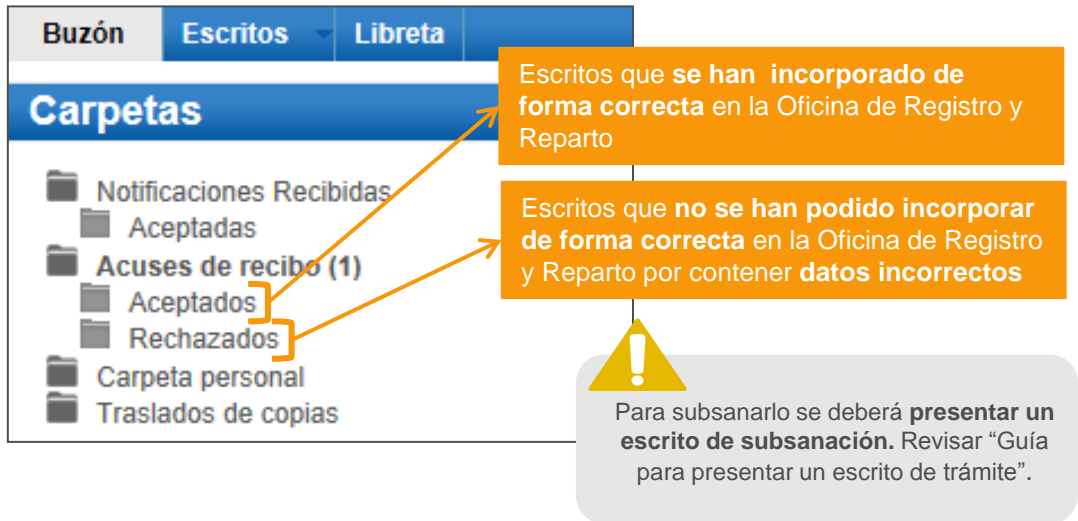 Buzón Escritos Libreta
Carpetas
Notificaciones Recibidas
Aceptadas
Acuses de recibo (1)
Aceptados
Rechazados
Carpeta personal
Traslados de copias
Escritos que se han incorporado de
forma correcta en la Oficina de Registro y
Reparto
Escritos que no se han podido incorporar
de forma correcta en la Oficina de Registro
y Reparto por contener datos incorrectos
Para subsanarlo se deberá presentar un
escrito de subsanación. Revisar “Guía
para presentar un escrito de trámite”.